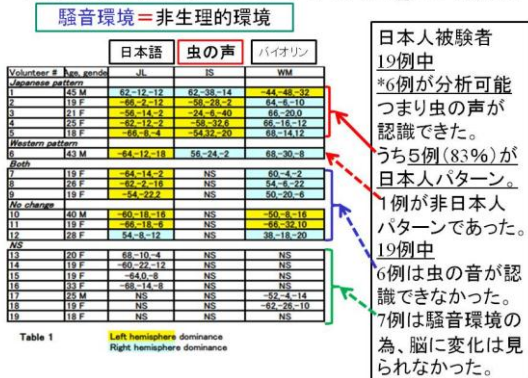 騒音環境＝非生理的環境
日本語 虫の声 バイオリン
Volunteer # Age, gende JL IS WM
Japanese pattern
1 45 M 62,-12,-12 62,-38,-14 -44,-48,-32
2 19 F -66,-2,-12 -58,-28,-2 64,-6,-10
3 21 F -56,-14,-2 -24,-6,-40 66,-20,0
4 25 F -62,-12,-2 -58,-32,6 66,-16,-12
5 18 F -66,-8,-4 -54,32,-20 68,-14,12
Western pattern
6 43 M -64,-12,-18 56,-24,-2 68,-30,-8
Both
7 19 F -64,-14,-2 NS 60,-4,-2
8 26 F -62,-2,-16 NS 54,-6,-22
9 19 F -54,-22,2 NS 50,-20,-6
No change
10 40 M -60,-18,-16 NS -50,-8,-16
11 19 F -66,-18,-6 NS -66,-32,10
12 28 F 54,-8,-12 NS 38,-18,-20
NS
13 20 F 68,-10,-4 NS NS
14 19 F -60,-22,-12 NS NS
15 19 F -64,0,-8 NS NS
16 33 F -68,-14,-8 NS NS
17 25 M NS NS -52,-4,-14
18 19 F NS NS -62,-26,-10
19 18 F NS NS NS
Table 1
Left hemisphere dominance
Right hemisphere dominance
日本人被験者
19例中
*6例が分析可能
つまり虫の声が
認識できた。
うち5例(83%)が
日本人パターン。
1例が非日本人
パターンであった。
19例中
6例は虫の音が認
識できなかった。
7例は騒音環境の
為、脳に変化は見
られなかった。